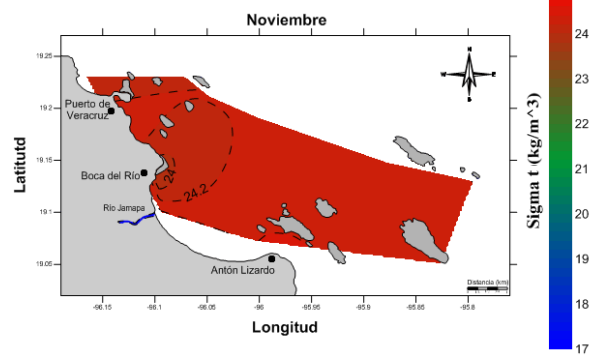 Noviembre
19.25
19.2
19.15
19.1
19.05
Latitutd
Puerto de
Veracruz
Boca del Río
Río Jamapa
Antón Lizardo
24
24.2
N
W
E
S
Distancia (km)
-96.15
-96.1
-96.05
-96
-95.95
-95.9
-95.85
-95.8
Longitud
Sigma t (kg/m^3)
24
23
22
21
20
19
18
17